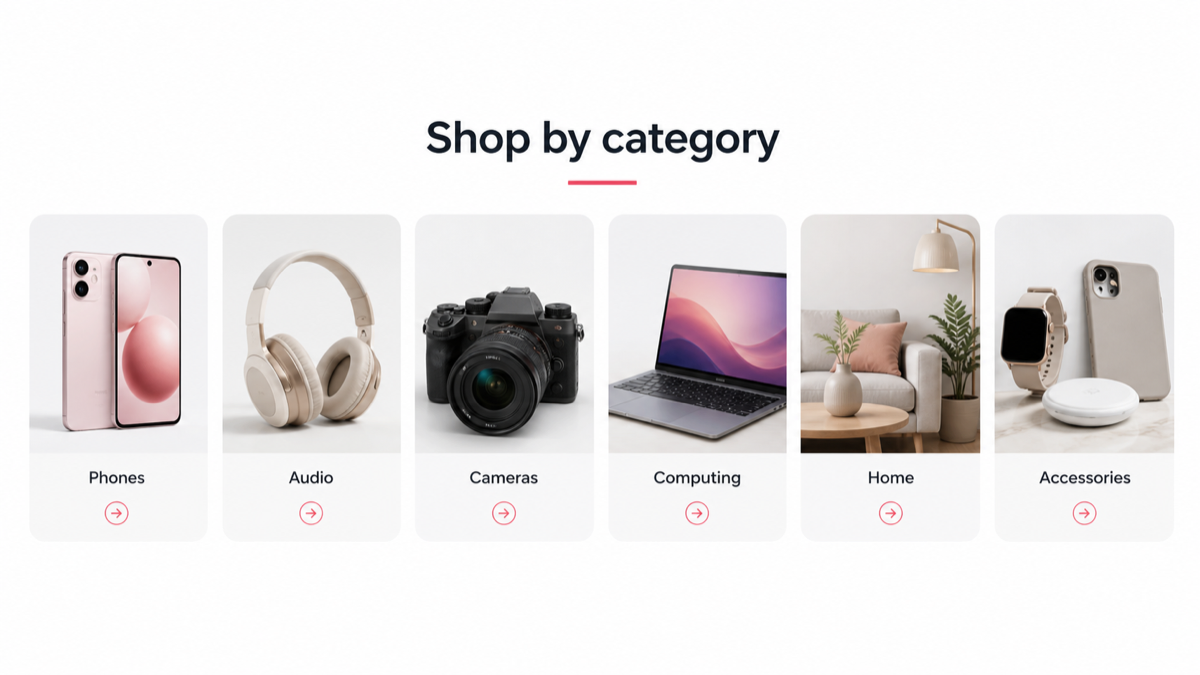 Shop by category
Phones
Audio
Cameras
Computing
Home
Accessories